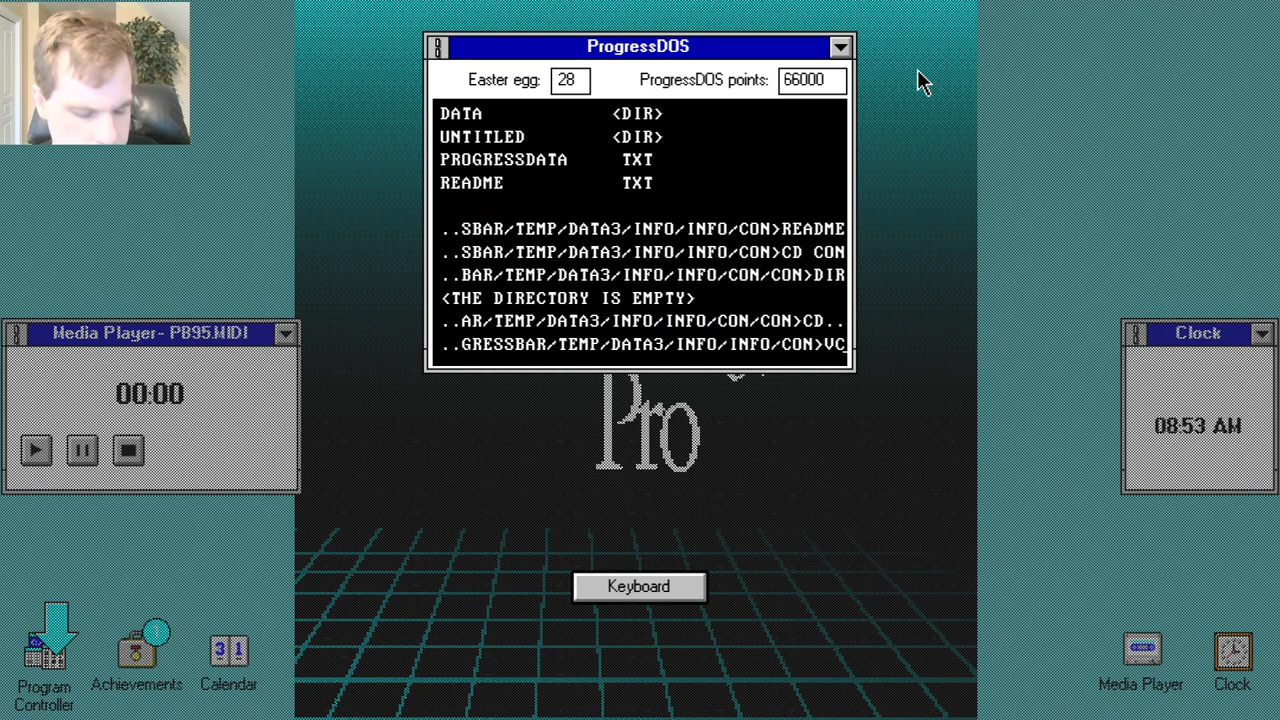 ProgressDOS
Easter egg: 28 ProgressDOS points: 66000
DATA <DIR>
UNTITLED <DIR>
PROGRESSDATA TXT
README TXT
..SBAR/TEMP/DATA3/INFO/INFO/CON>README
..SBAR/TEMP/DATA3/INFO/INFO/CON>CD CON
..BAR/TEMP/DATA3/INFO/INFO/CON/CON>DIR
<THE DIRECTORY IS EMPTY>
..AR/TEMP/DATA3/INFO/INFO/CON/CON>CD..
..GRESSBAR/TEMP/DATA3/INFO/INFO/CON>VC_
Media Player- PB95.MIDI
00:00
Clock
08:53 AM
Pro
Keyboard
Program
Controller
Achievements
31
Calendar
Media Player
Clock